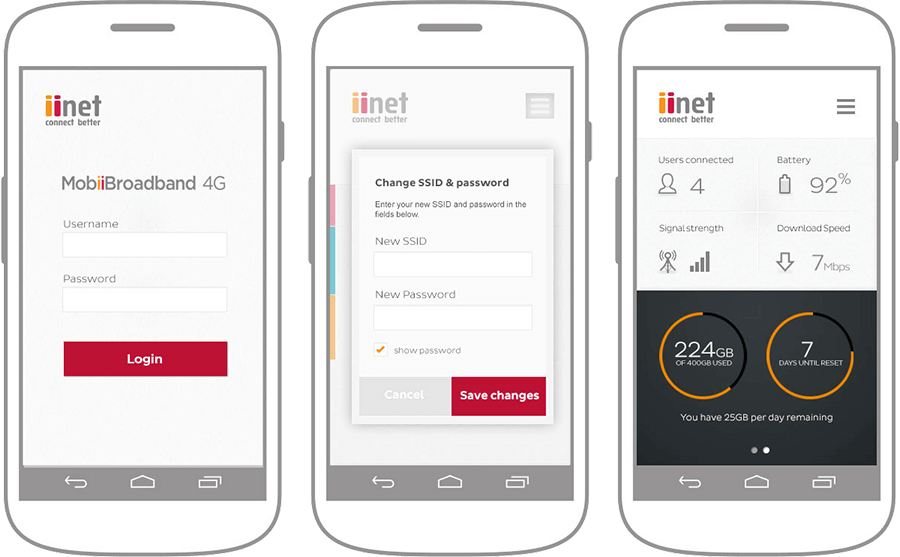 iinet
connect better
MobiiBroadband 4G
Username
Password
Login
iinet
connect better
Change SSID & password
Enter your new SSID and password in the
fields below.
New SSID
New Password
show password
Cancel
Save changes
iinet
connect better
Users connected
4
Battery
92%
Signal strength
Download Speed
7Mbps
224GB
OF 400GB USED
7
DAYS UNTIL RESET
You have 25GB per day remaining